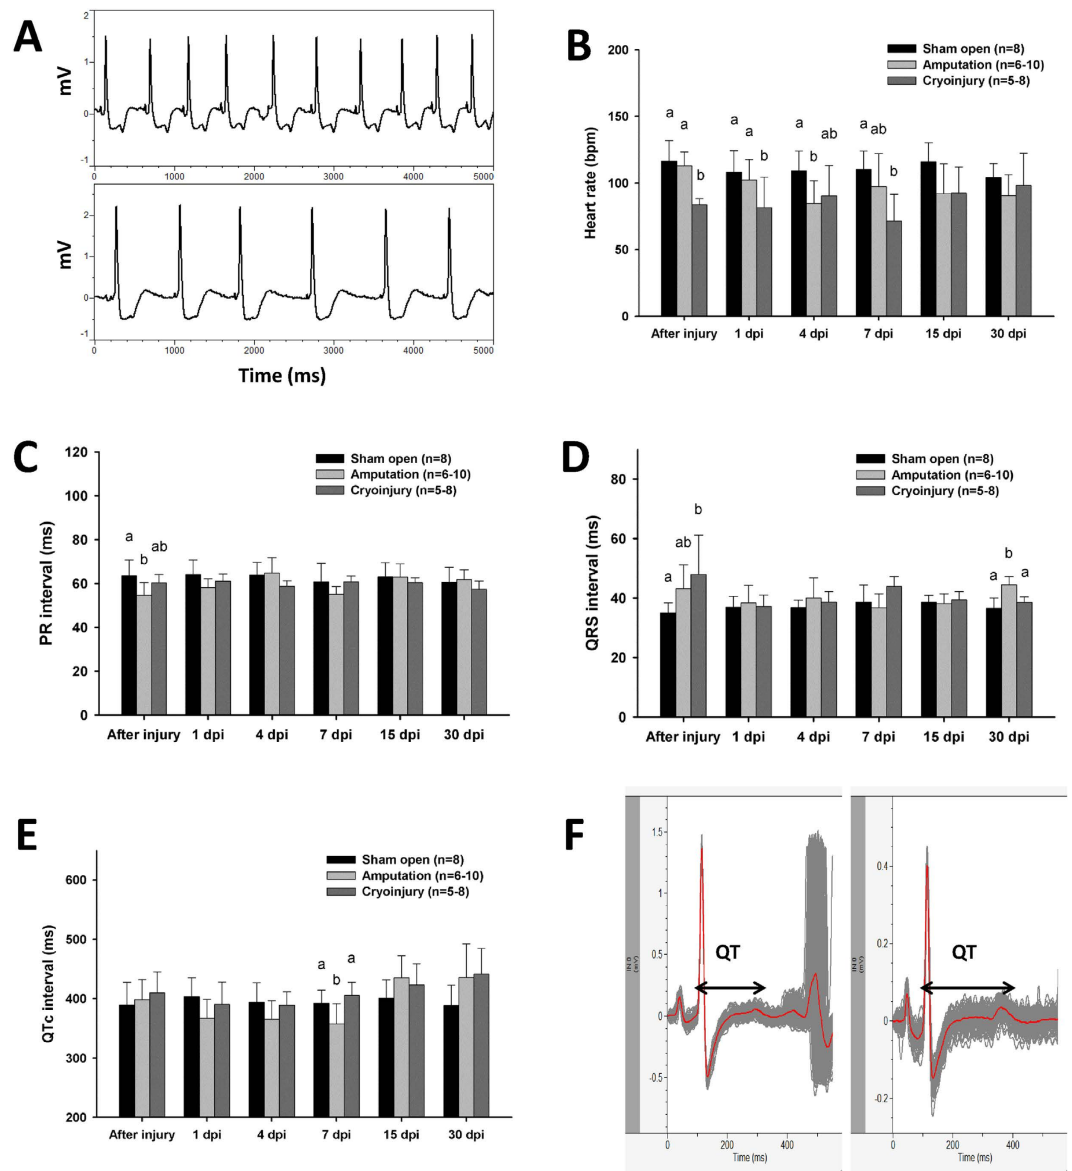 A
2
1
0
-1
mV
2
1
0
-1
mV
0 1000 2000 3000 4000 5000
Time (ms)
B
Sham open (n=8)
Amputation (n=6-10)
Cryoinjury (n=5-8)
200
150
100
50
0
Heart rate (bpm)
a a b
a a b
a b ab
a ab b
After injury 1 dpi 4 dpi 7 dpi 15 dpi 30 dpi
C
Sham open (n=8)
Amputation (n=6-10)
Cryoinjury (n=5-8)
120
100
80
60
40
20
0
PR interval (ms)
a b ab
After injury 1 dpi 4 dpi 7 dpi 15 dpi 30 dpi
D
Sham open (n=8)
Amputation (n=6-10)
Cryoinjury (n=5-8)
80
60
40
20
0
QRS interval (ms)
a ab b
a b a
After injury 1 dpi 4 dpi 7 dpi 15 dpi 30 dpi
E
Sham open (n=8)
Amputation (n=6-10)
Cryoinjury (n=5-8)
600
500
400
300
200
QTc interval (ms)
a b a
After injury 1 dpi 4 dpi 7 dpi 15 dpi 30 dpi
F
1.5
1
0.5
0
-0.5
IN 0
(mV)
QT
0 200 400
Time (ms)
0.4
0.2
0
-0.2
IN 0
(mV)
QT
0 200 400
Time (ms)